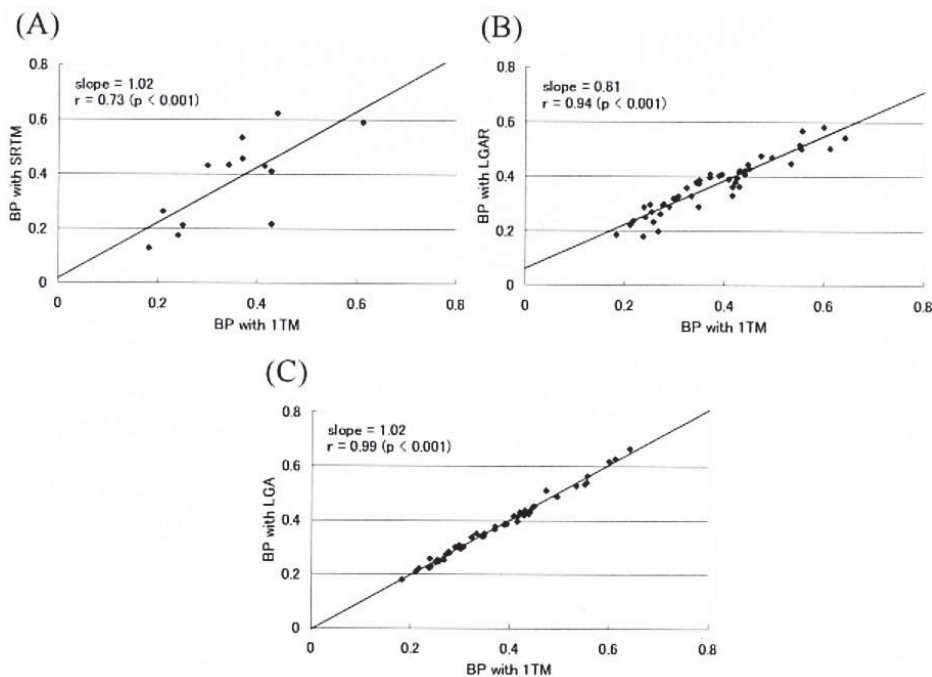 (A)
slope = 1.02
r = 0.73 (p < 0.001)
BP with SRTM
0.8
0.6
0.4
0.2
0
0 0.2 0.4 0.6 0.8
BP with 1TM
(B)
slope = 0.81
r = 0.94 (p < 0.001)
BP with LGAR
0.8
0.6
0.4
0.2
0
0 0.2 0.4 0.6 0.8
BP with 1TM
(C)
slope = 1.02
r = 0.99 (p < 0.001)
BP with LGA
0.8
0.6
0.4
0.2
0
0 0.2 0.4 0.6 0.8
BP with 1TM